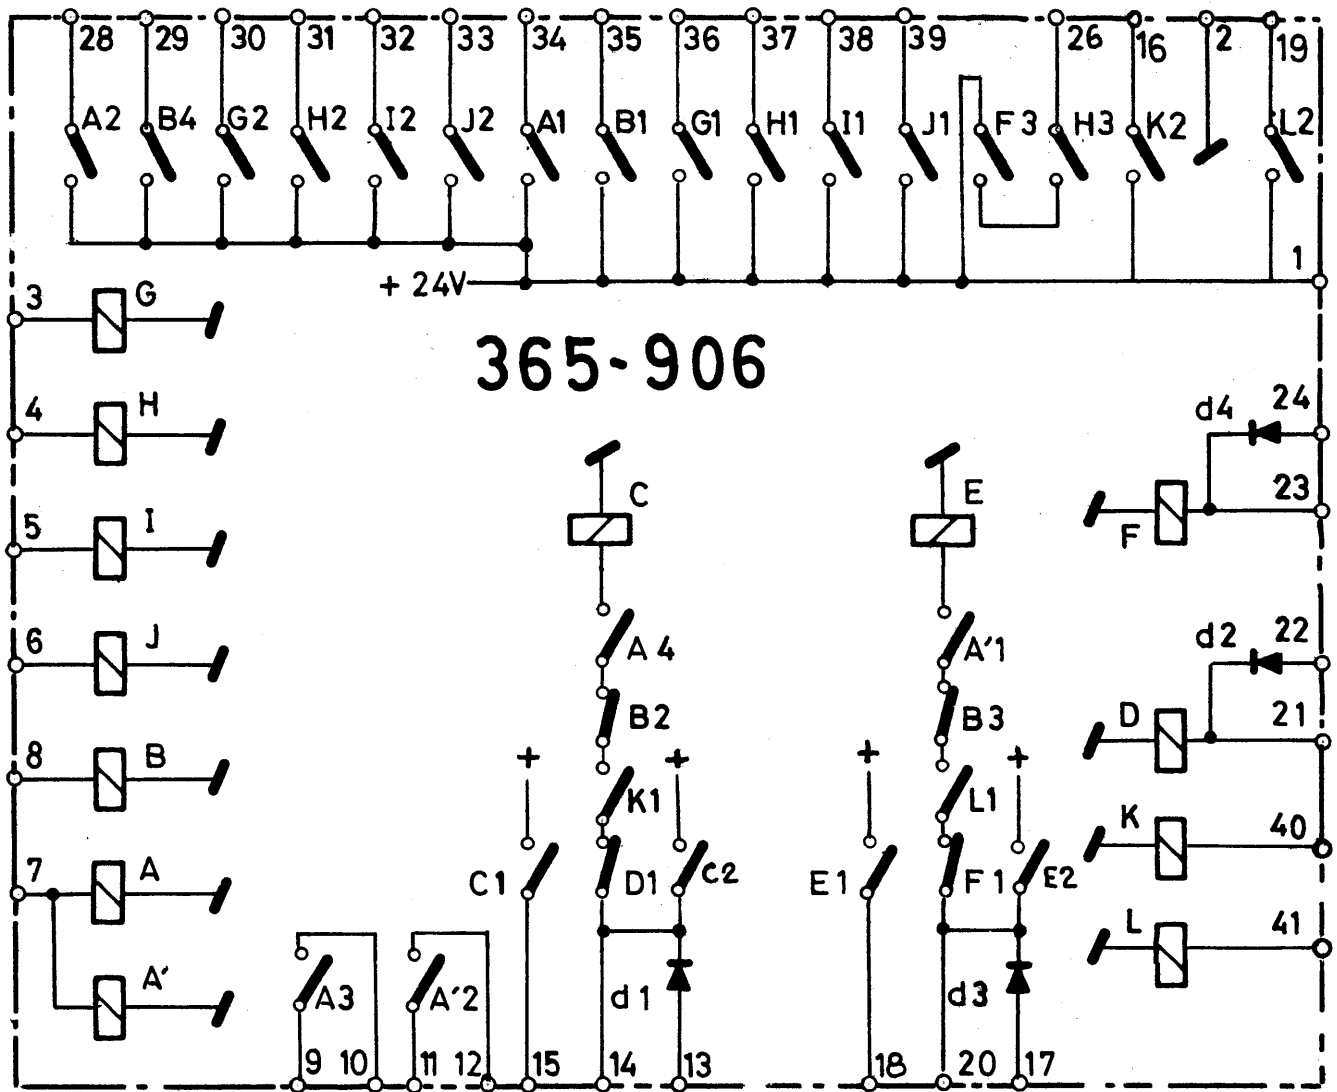 28 29 30 31 32 33 34 35 36 37 38 39 26 16 2 19
A2 B4 G2 H2 I2 J2 A1 B1 G1 H1 I1 J1 F3 H3 K2 L2
1
+ 24V
3 G
365-906
4 H
d4 24
C E 23
5 I
F
6 J
A4 A'1
d2 22
B2 B3
D 21
8 B
+ + + +
K1 L1
K 40
7 A
C1 D1 C2 E1 F1 E2
L 41
A'
A3 A'2 d1 d3
9 10 11 12 15 14 13 18 20 17